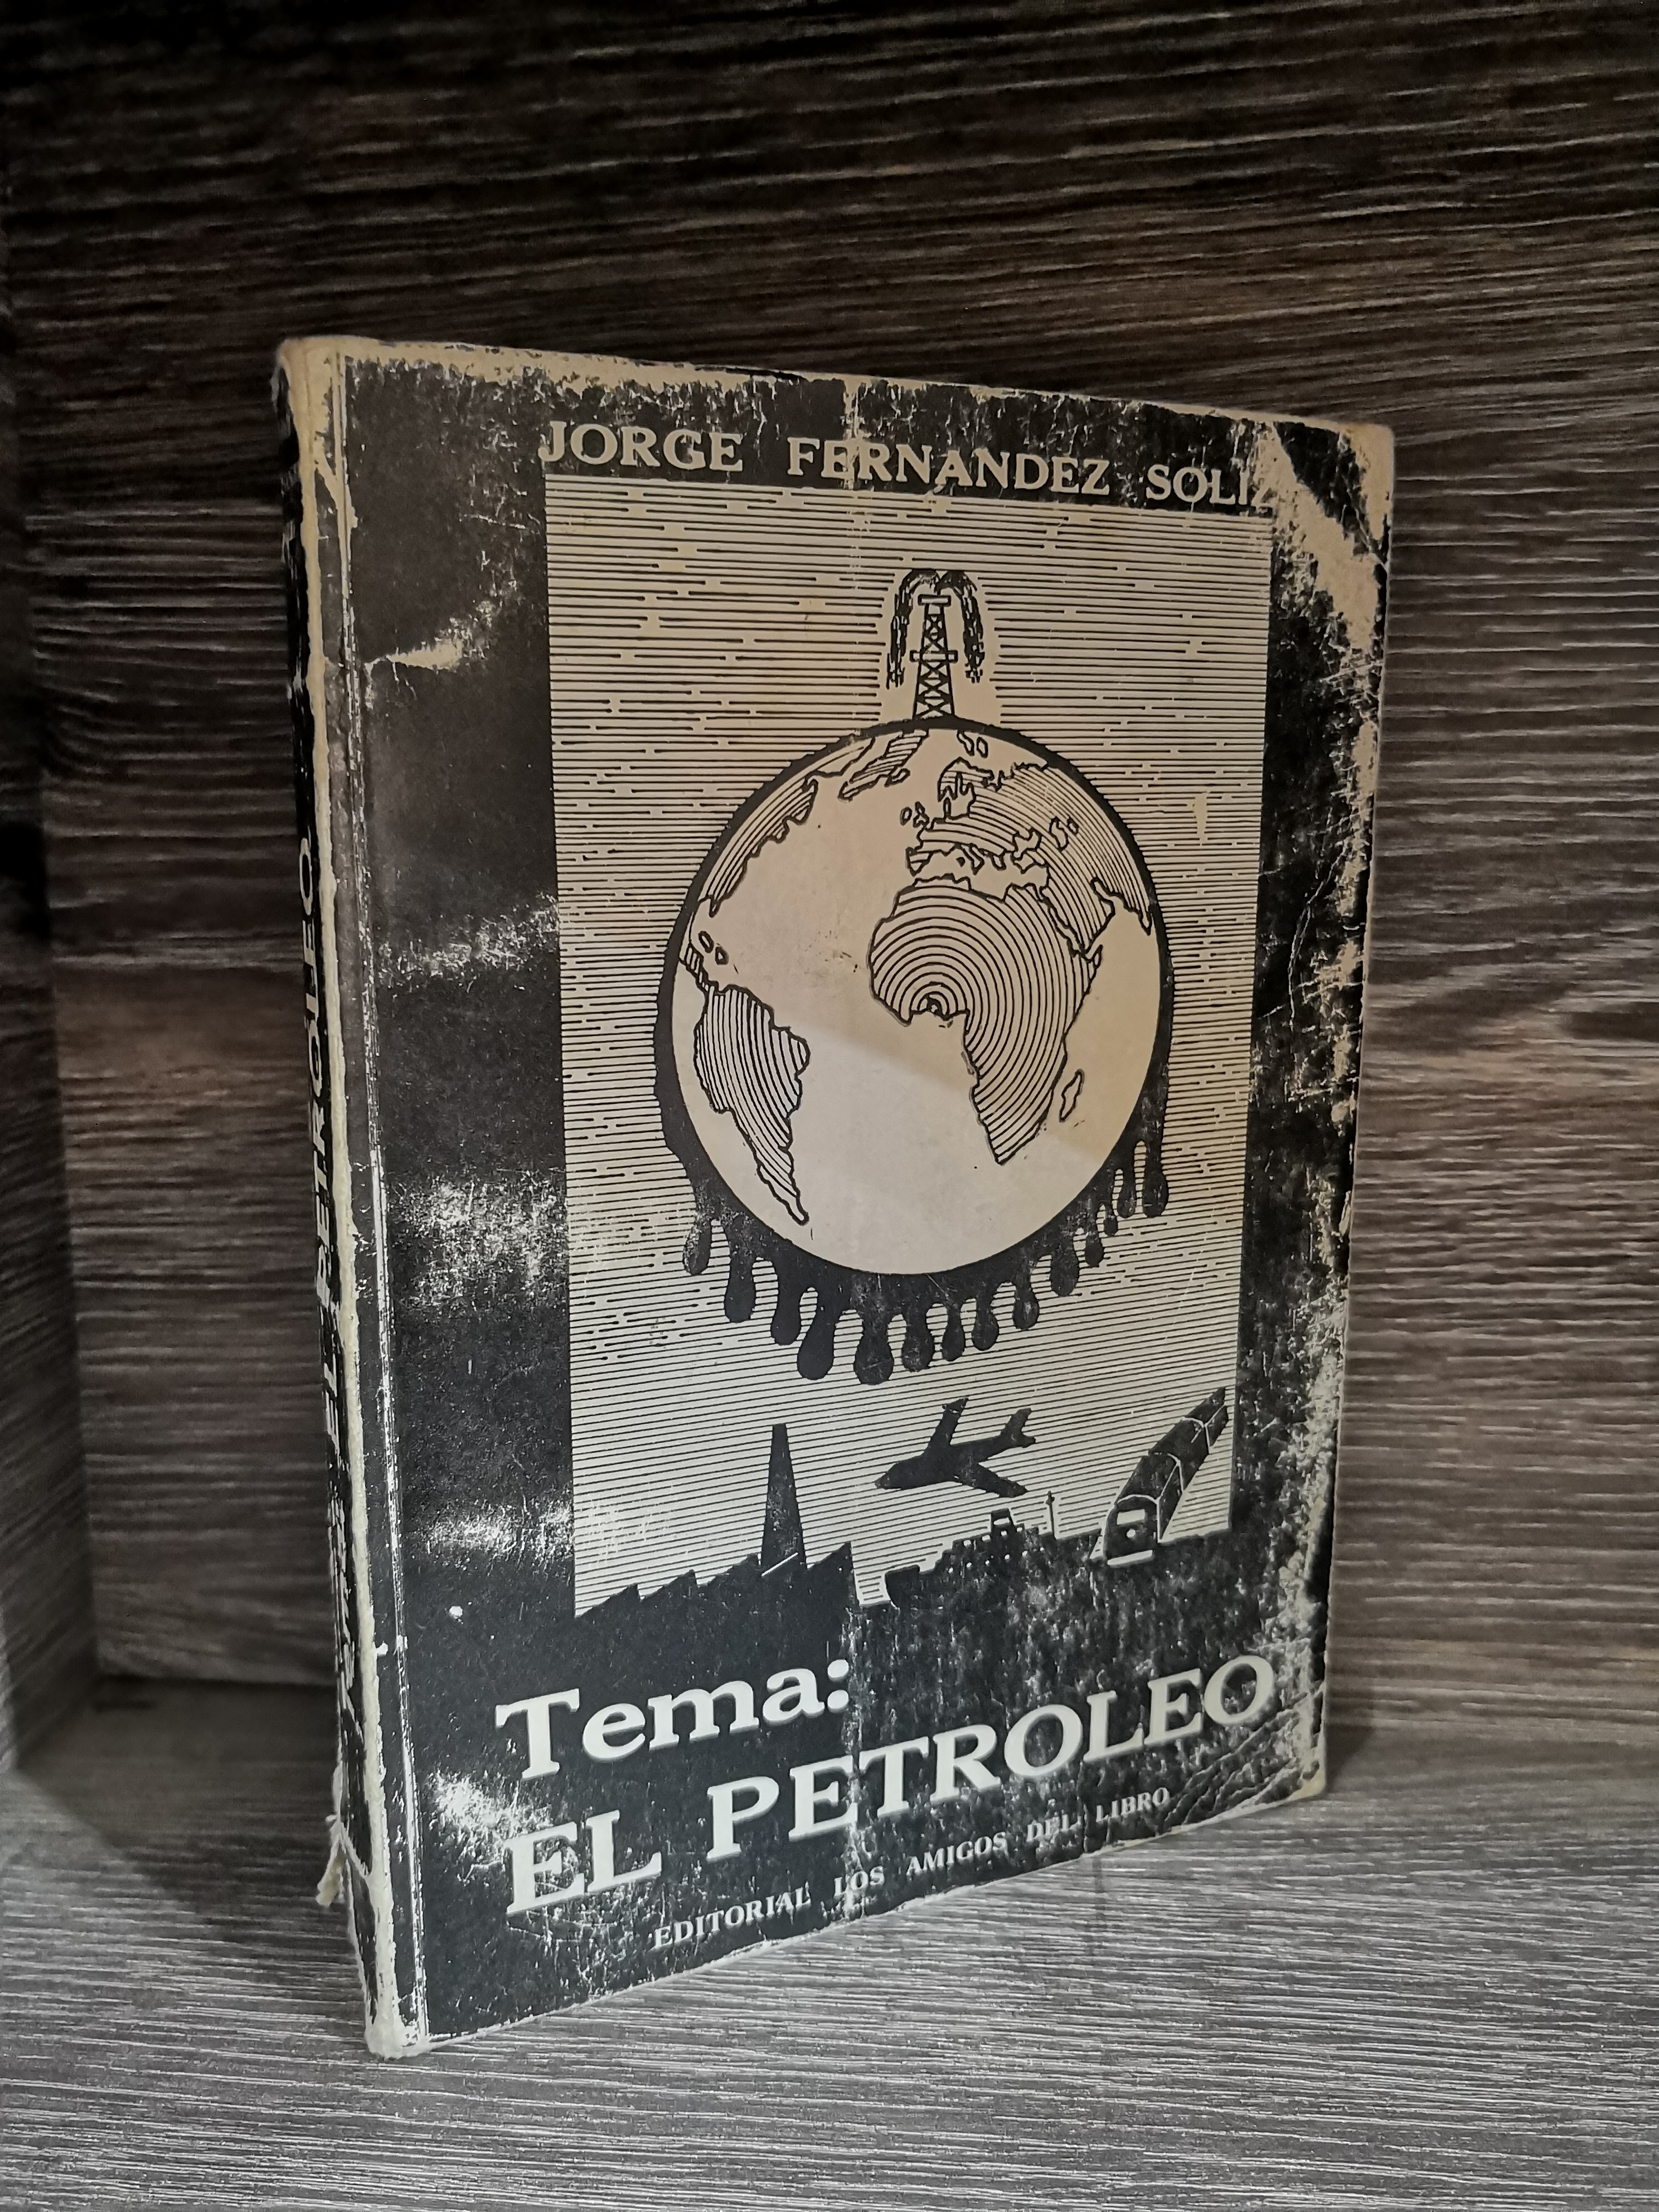 JORGE FERNANDEZ SOLIZ
Tema:
EL PETROLEO
EDITORIAL LOS AMIGOS DEL LIBRO
EL PETROLEO